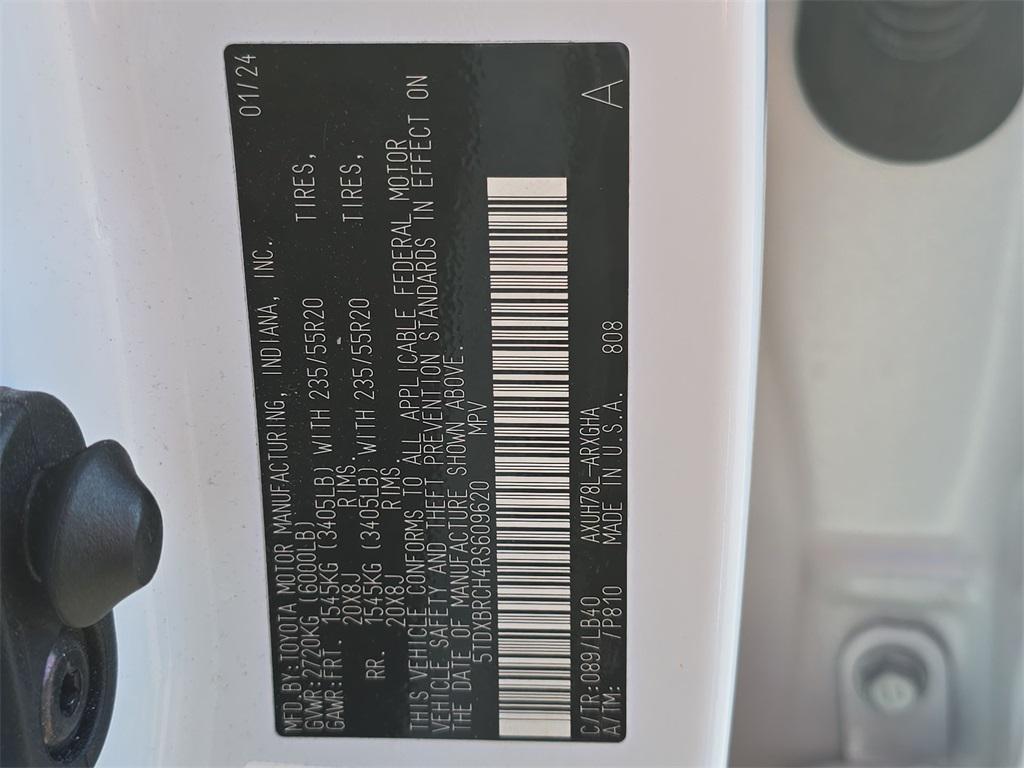 MFD.BY:TOYOTA MOTOR MANUFACTURING, INDIANA, INC. 01/24
GVWR:2720KG (6000LB)
GAWR:FRT. 1545KG (3405LB) WITH 235/55R20 TIRES,
20X8J RIMS.
RR. 1545KG (3405LB) WITH 235/55R20 TIRES,
20X8J RIMS.
THIS VEHICLE CONFORMS TO ALL APPLICABLE FEDERAL MOTOR
VEHICLE SAFETY AND THEFT PREVENTION STANDARDS IN EFFECT ON
THE DATE OF MANUFACTURE SHOWN ABOVE.
5TDXBRCH4RS609620 MPV
C/TR:089/LB40 AXUH78L-ARXGHA 808
A/TM: /P810 MADE IN U.S.A. A